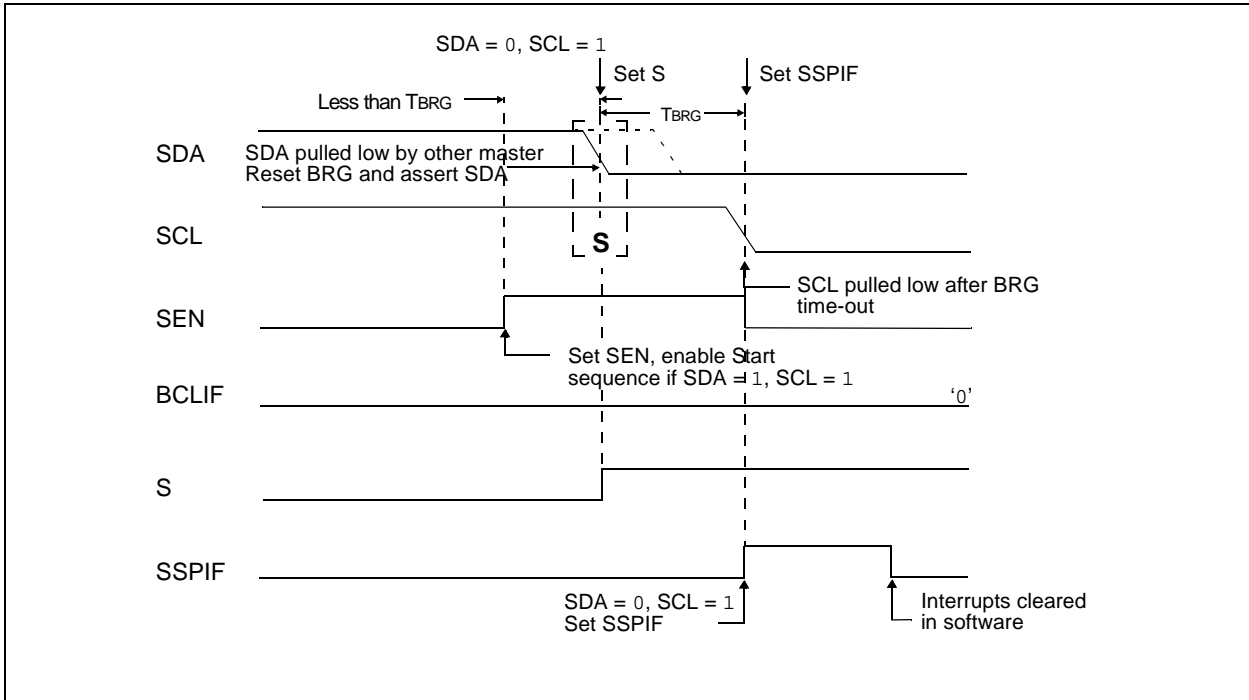 SDA = 0, SCL = 1
Set S
Set SSPIF
Less than TBRG
TBRG
SDA
SDA pulled low by other master
Reset BRG and assert SDA
SCL
S
SCL pulled low after BRG
time-out
SEN
Set SEN, enable Start
sequence if SDA = 1, SCL = 1
BCLIF
‘0’
S
SSPIF
SDA = 0, SCL = 1
Set SSPIF
Interrupts cleared
in software